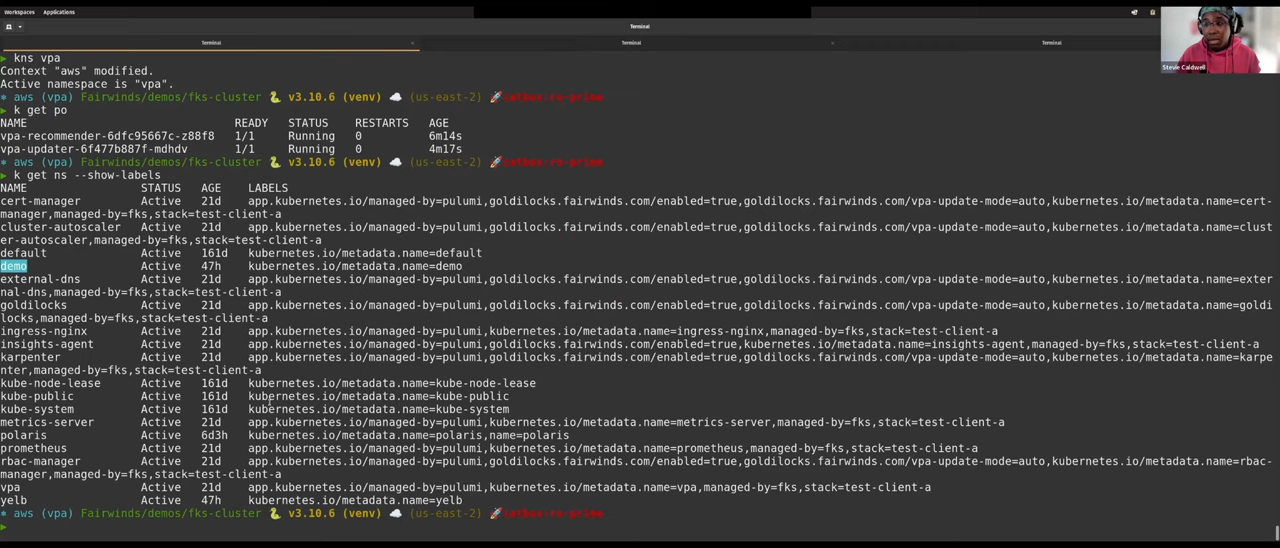 Workspaces Applications
Terminal
Terminal Terminal Terminal
Stevie Caldwell
kns vpa
Context "aws" modified.
Active namespace is "vpa".
aws (vpa) Fairwinds/demos/fks-cluster v3.10.6 (venv) (us-east-2)
k get po
NAME READY STATUS RESTARTS AGE
vpa-recommender-6dfc95667c-z88f8 1/1 Running 0 6m14s
vpa-updater-6f477b887f-mdhdv 1/1 Running 0 4m17s
aws (vpa) Fairwinds/demos/fks-cluster v3.10.6 (venv) (us-east-2)
k get ns --show-labels
NAME STATUS AGE LABELS
cert-manager Active 21d app.kubernetes.io/managed-by=pulumi,goldilocks.fairwinds.com/enabled=true,goldilocks.fairwinds.com/vpa-update-mode=auto,kubernetes.io/metadata.name=cert-
manager,managed-by=fks,stack=test-client-a
cluster-autoscaler Active 21d app.kubernetes.io/managed-by=pulumi,goldilocks.fairwinds.com/enabled=true,goldilocks.fairwinds.com/vpa-update-mode=auto,kubernetes.io/metadata.name=clust
er-autoscaler,managed-by=fks,stack=test-client-a
default Active 161d kubernetes.io/metadata.name=default
demo Active 47h kubernetes.io/metadata.name=demo
external-dns Active 21d app.kubernetes.io/managed-by=pulumi,goldilocks.fairwinds.com/enabled=true,goldilocks.fairwinds.com/vpa-update-mode=auto,kubernetes.io/metadata.name=exter
nal-dns,managed-by=fks,stack=test-client-a
goldilocks Active 21d app.kubernetes.io/managed-by=pulumi,goldilocks.fairwinds.com/enabled=true,goldilocks.fairwinds.com/vpa-update-mode=auto,kubernetes.io/metadata.name=goldi
locks,managed-by=fks,stack=test-client-a
ingress-nginx Active 21d app.kubernetes.io/managed-by=pulumi,kubernetes.io/metadata.name=ingress-nginx,managed-by=fks,stack=test-client-a
insights-agent Active 21d app.kubernetes.io/managed-by=pulumi,goldilocks.fairwinds.com/enabled=true,kubernetes.io/metadata.name=insights-agent,managed-by=fks,stack=test-client-a
karpenter Active 21d app.kubernetes.io/managed-by=pulumi,goldilocks.fairwinds.com/enabled=true,goldilocks.fairwinds.com/vpa-update-mode=auto,kubernetes.io/metadata.name=karpe
nter,managed-by=fks,stack=test-client-a
kube-node-lease Active 161d kubernetes.io/metadata.name=kube-node-lease
kube-public Active 161d kubernetes.io/metadata.name=kube-public
kube-system Active 161d kubernetes.io/metadata.name=kube-system
metrics-server Active 21d app.kubernetes.io/managed-by=pulumi,kubernetes.io/metadata.name=metrics-server,managed-by=fks,stack=test-client-a
polaris Active 6d3h kubernetes.io/metadata.name=polaris,name=polaris
prometheus Active 21d app.kubernetes.io/managed-by=pulumi,kubernetes.io/metadata.name=prometheus,managed-by=fks,stack=test-client-a
rbac-manager Active 21d app.kubernetes.io/managed-by=pulumi,goldilocks.fairwinds.com/enabled=true,goldilocks.fairwinds.com/vpa-update-mode=auto,kubernetes.io/metadata.name=rbac-
manager,managed-by=fks,stack=test-client-a
vpa Active 21d app.kubernetes.io/managed-by=pulumi,kubernetes.io/metadata.name=vpa,managed-by=fks,stack=test-client-a
yelb Active 47h kubernetes.io/metadata.name=yelb
aws (vpa) Fairwinds/demos/fks-cluster v3.10.6 (venv) (us-east-2)